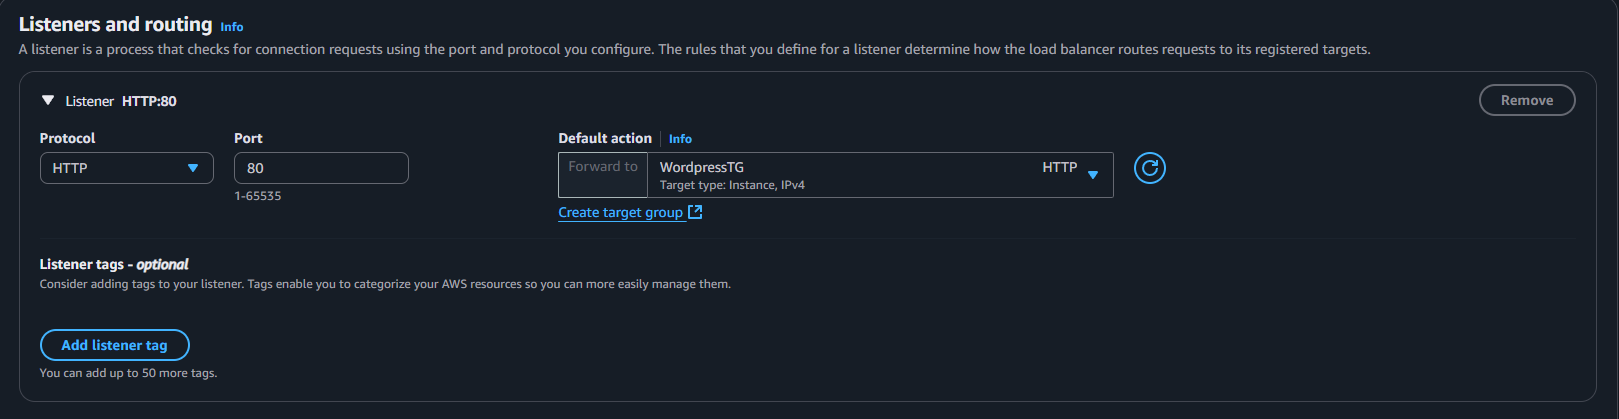 Listeners and routing Info
A listener is a process that checks for connection requests using the port and protocol you configure. The rules that you define for a listener determine how the load balancer routes requests to its registered targets.
Listener HTTP:80
Remove
Protocol
Port
Default action Info
HTTP
80
Forward to
WordpressTG
HTTP
Target type: Instance, IPv4
1-65535
Create target group
Listener tags - optional
Consider adding tags to your listener. Tags enable you to categorize your AWS resources so you can more easily manage them.
Add listener tag
You can add up to 50 more tags.